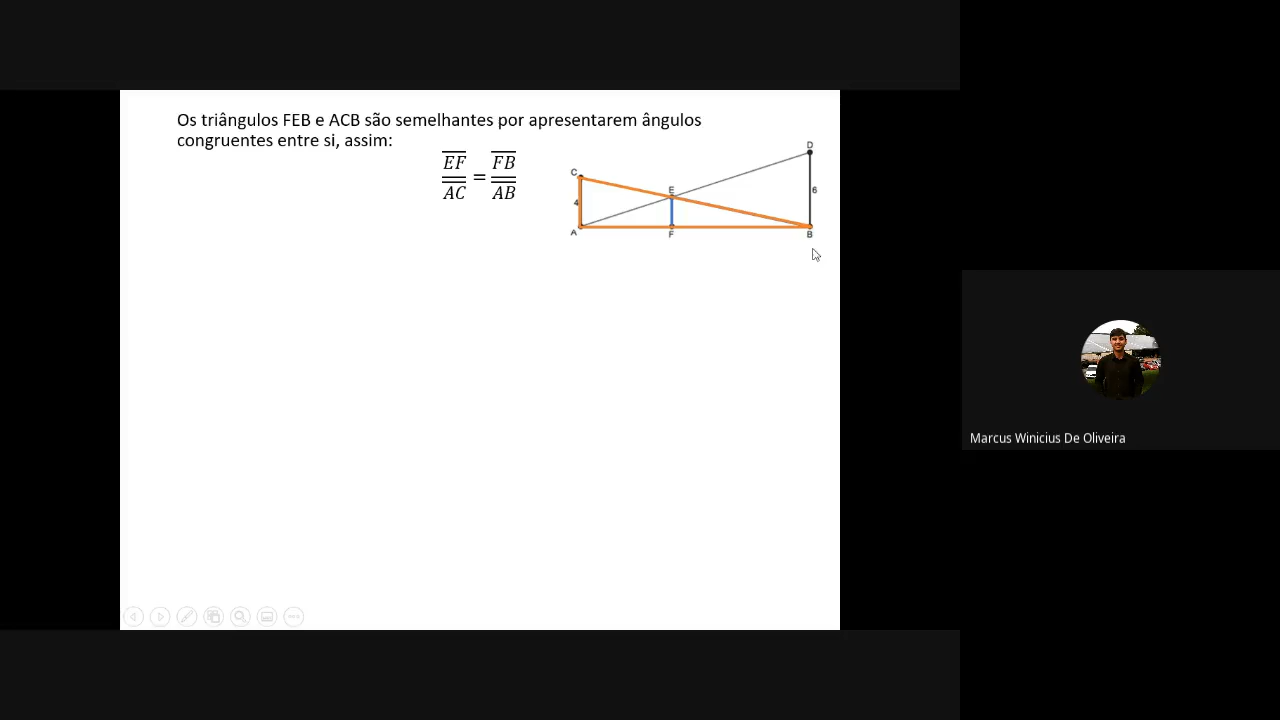 Os triângulos FEB e ACB são semelhantes por apresentarem ângulos
congruentes entre si, assim:
EF/AC = FB/AB
D
C
E
6
4
A
F
B
Marcus Winicius De Oliveira